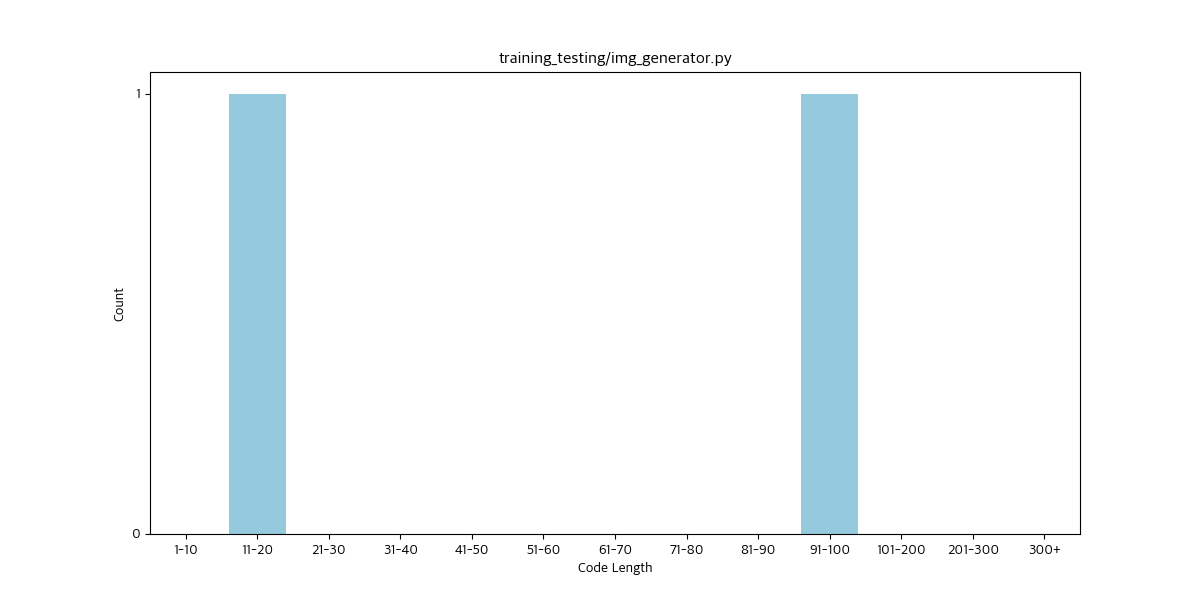 training_testing/img_generator.py
1
Count
0
1-10 11-20 21-30 31-40 41-50 51-60 61-70 71-80 81-90 91-100 101-200 201-300 300+
Code Length